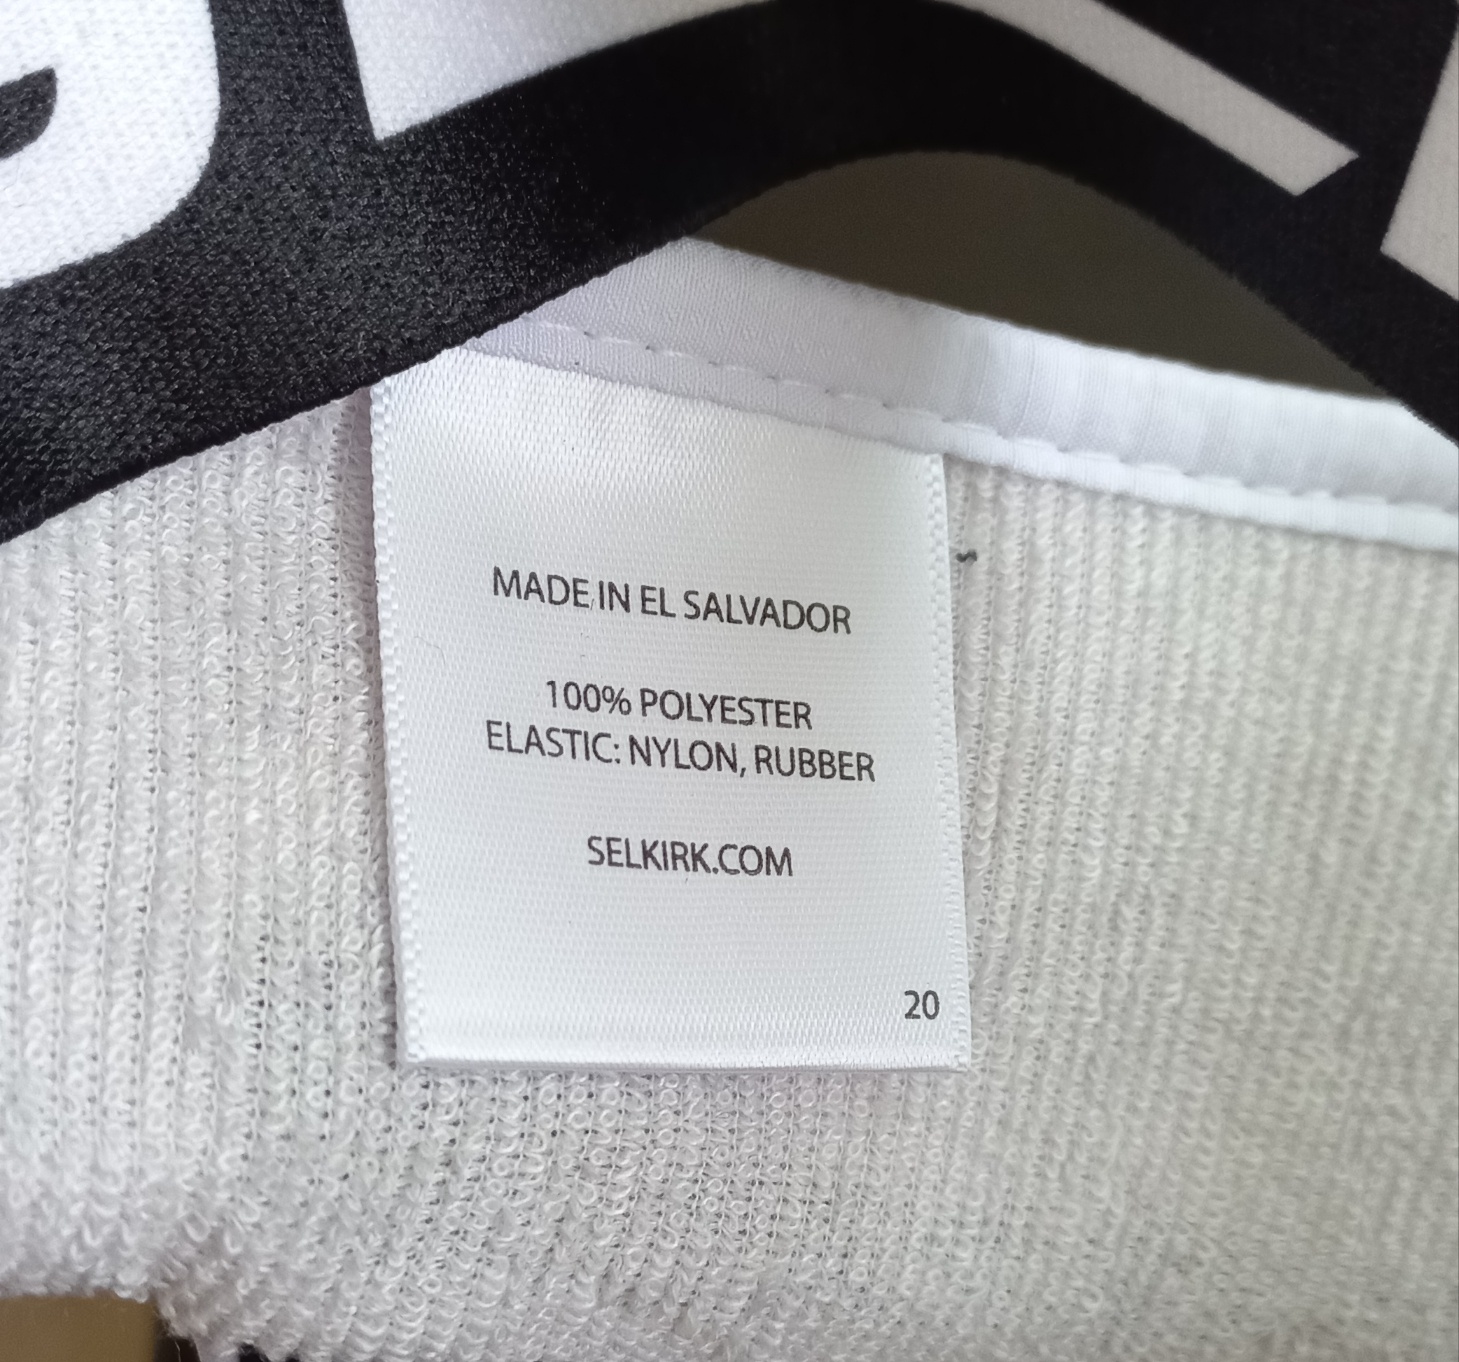 MADE IN EL SALVADOR
100% POLYESTER
ELASTIC: NYLON, RUBBER
SELKIRK.COM
20